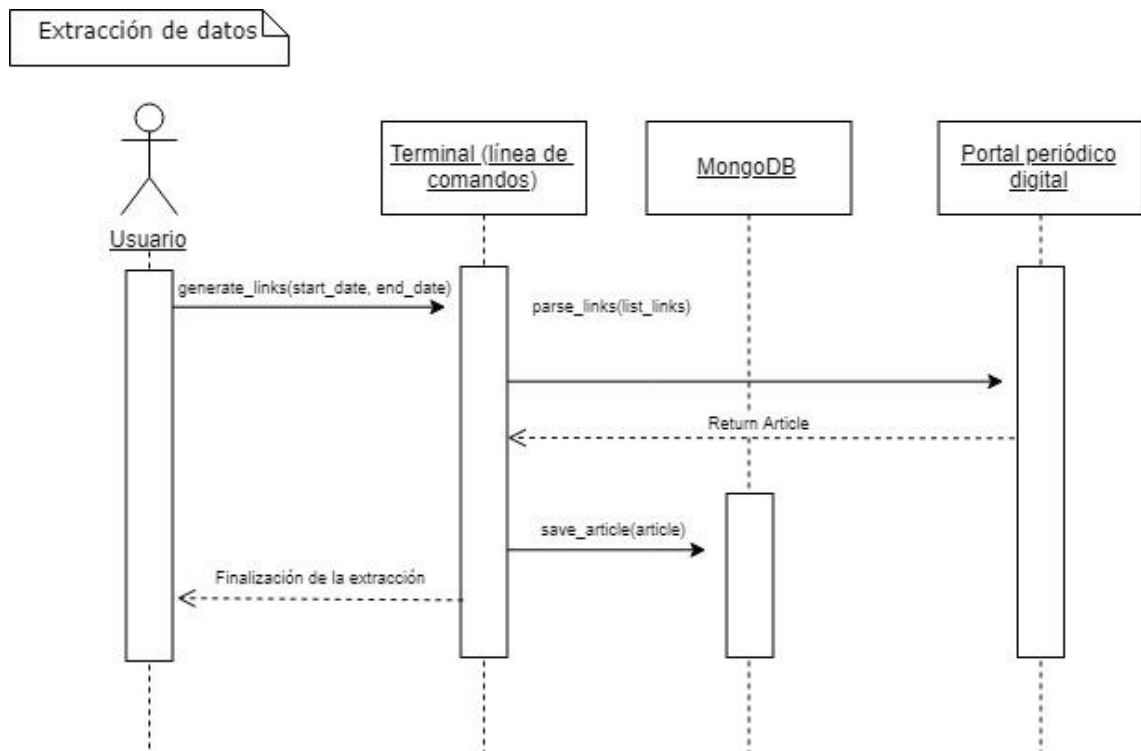 Extracción de datos
Usuario
Terminal (línea de
comandos)
MongoDB
Portal periódico
digital
generate_links(start_date, end_date)
parse_links(list_links)
Return Article
save_article(article)
Finalización de la extracción